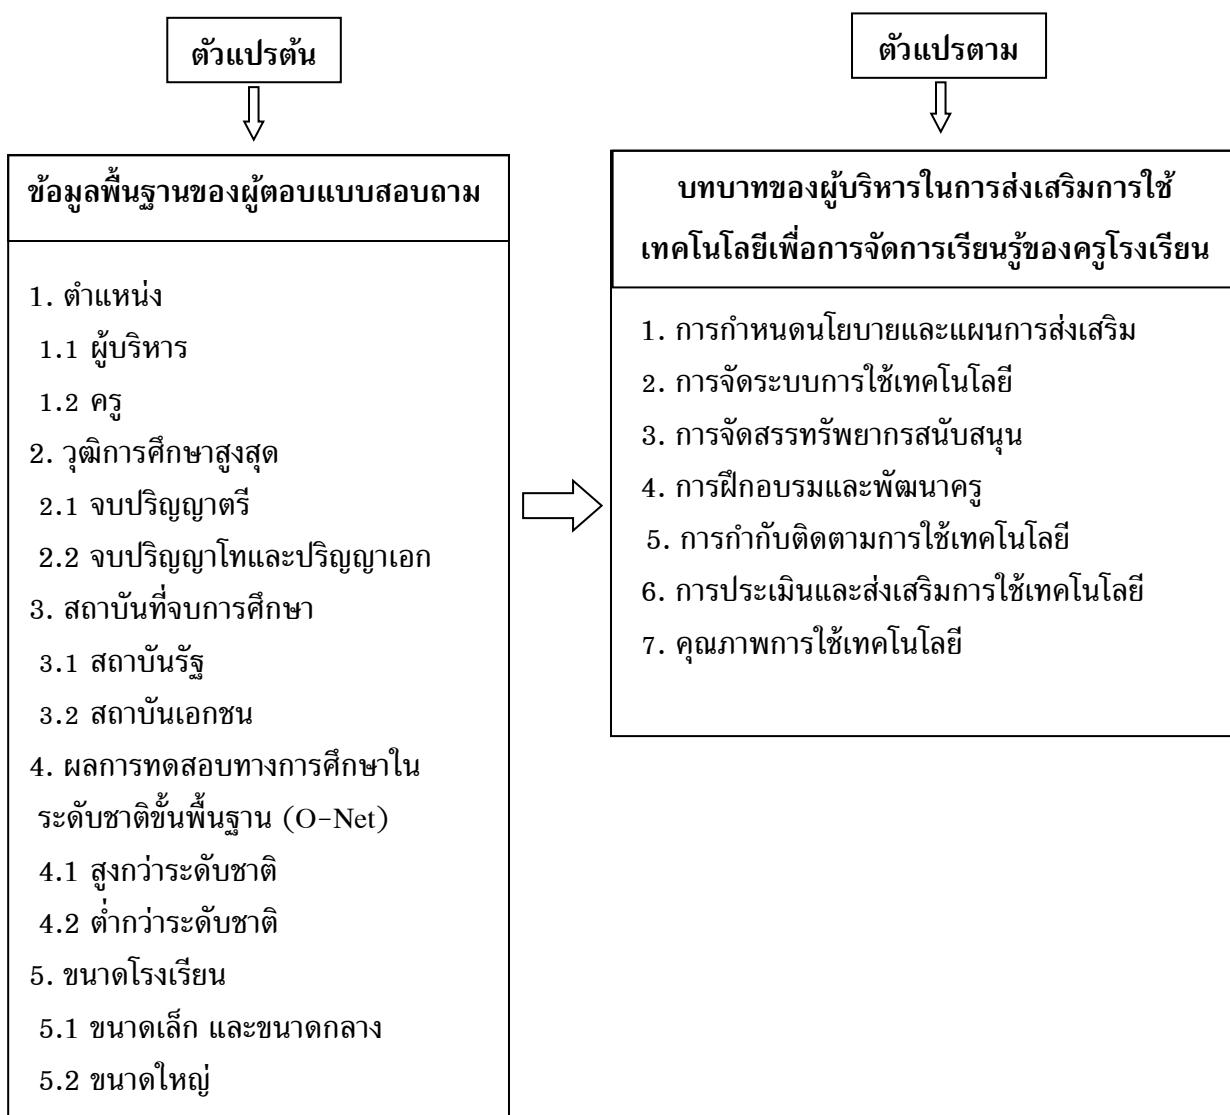 ตัวแปรต้น
ข้อมูลพื้นฐานของผู้ตอบแบบสอบถาม
1. ตำแหน่ง
1.1 ผู้บริหาร
1.2 ครู
2. วุฒิการศึกษาสูงสุด
2.1 จบปริญญาตรี
2.2 จบปริญญาโทและปริญญาเอก
3. สถาบันที่จบการศึกษา
3.1 สถาบันรัฐ
3.2 สถาบันเอกชน
4. ผลการทดสอบทางการศึกษาใน
ระดับชาติขั้นพื้นฐาน (O-Net)
4.1 สูงกว่าระดับชาติ
4.2 ต่ำกว่าระดับชาติ
5. ขนาดโรงเรียน
5.1 ขนาดเล็ก และขนาดกลาง
5.2 ขนาดใหญ่
ตัวแปรตาม
บทบาทของผู้บริหารในการส่งเสริมการใช้
เทคโนโลยีเพื่อการจัดการเรียนรู้ของครูโรงเรียน
1. การกำหนดนโยบายและแผนการส่งเสริม
2. การจัดระบบการใช้เทคโนโลยี
3. การจัดสรรทรัพยากรสนับสนุน
4. การฝึกอบรมและพัฒนาครู
5. การกำกับติดตามการใช้เทคโนโลยี
6. การประเมินและส่งเสริมการใช้เทคโนโลยี
7. คุณภาพการใช้เทคโนโลยี